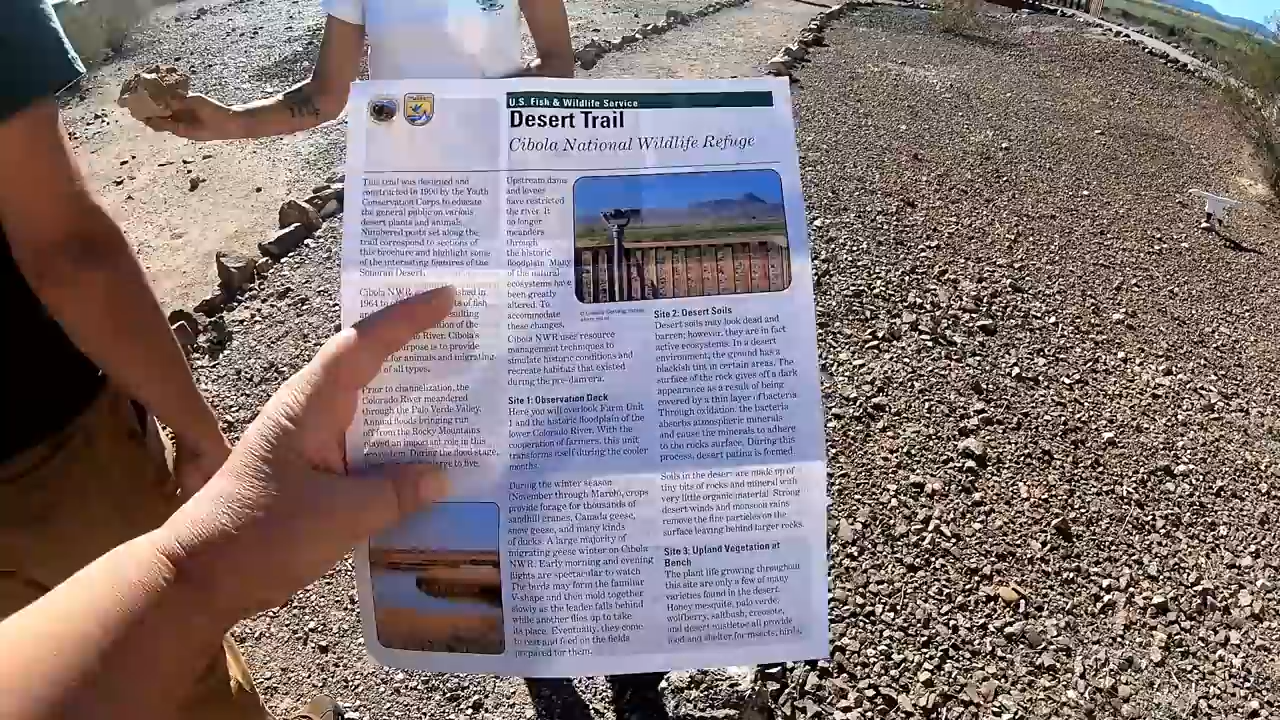 U.S. Fish & Wildlife Service
Desert Trail
Cibola National Wildlife Refuge
This trail was designed and
constructed in 1990 by the Youth
Conservation Corps to educate
the general public on various
desert plants and animals.
Numbered posts set along the
trail correspond to sections of
this brochure and highlight some
of the interesting features of the
Sonoran Desert.
Cibola NWR
1964 to of fish
River. Cibola's
purpose is to provide
for animals and migrating
of all types.
Prior to channelization, the
Colorado River meandered
through the Palo Verde Valley.
Annual floods bringing run
off from the Rocky Mountains
played an important role in this
ecosystem. During the flood stage,
to five
Upstream dams
and levees
have restricted
the river. It
no longer
meanders
through
the historic
floodplain. Many
of the natural
ecosystems have
been greatly
altered. To
accommodate
these changes,
Cibola NWR uses resource
management techniques to
simulate historic conditions and
recreate habitats that existed
during the pre-dam era.
Site 1: Observation Deck
Here you will overlook Farm Unit
1 and the historic floodplain of the
lower Colorado River. With the
cooperation of farmers, this unit
transforms itself during the cooler
months.
During the winter season
(November through March), crops
provide forage for thousands of
sandhill cranes, Canada geese,
snow geese, and many kinds
of ducks. A large majority of
migrating geese winter on Cibola
NWR. Early morning and evening
flights are spectacular to watch.
The birds may form the familiar
V-shape and then mold together
slowly as the leader falls behind
while another flies up to take
its place. Eventually, they come
to rest and feed on the fields
prepared for them.
Site 2: Desert Soils
Desert soils may look dead and
barren; however, they are in fact
active ecosystems. In a desert
environment, the ground has a
blackish tint in certain areas. The
surface of the rock gives off a dark
appearance as a result of being
covered by a thin layer of bacteria.
Through oxidation, the bacteria
absorbs atmospheric minerals
and cause the minerals to adhere
to the rocks surface. During this
process, desert patina is formed.
Soils in the desert are made up of
tiny bits of rocks and mineral with
very little organic material. Strong
desert winds and monsoon rains
remove the fine particles on the
surface leaving behind larger rocks.
Site 3: Upland Vegetation at
Bench
The plant life growing throughout
this site are only a few of many
varieties found in the desert.
Honey mesquite, palo verde,
wolfberry, saltbush, creosote,
and desert mistletoe all provide
food and shelter for insects, birds,